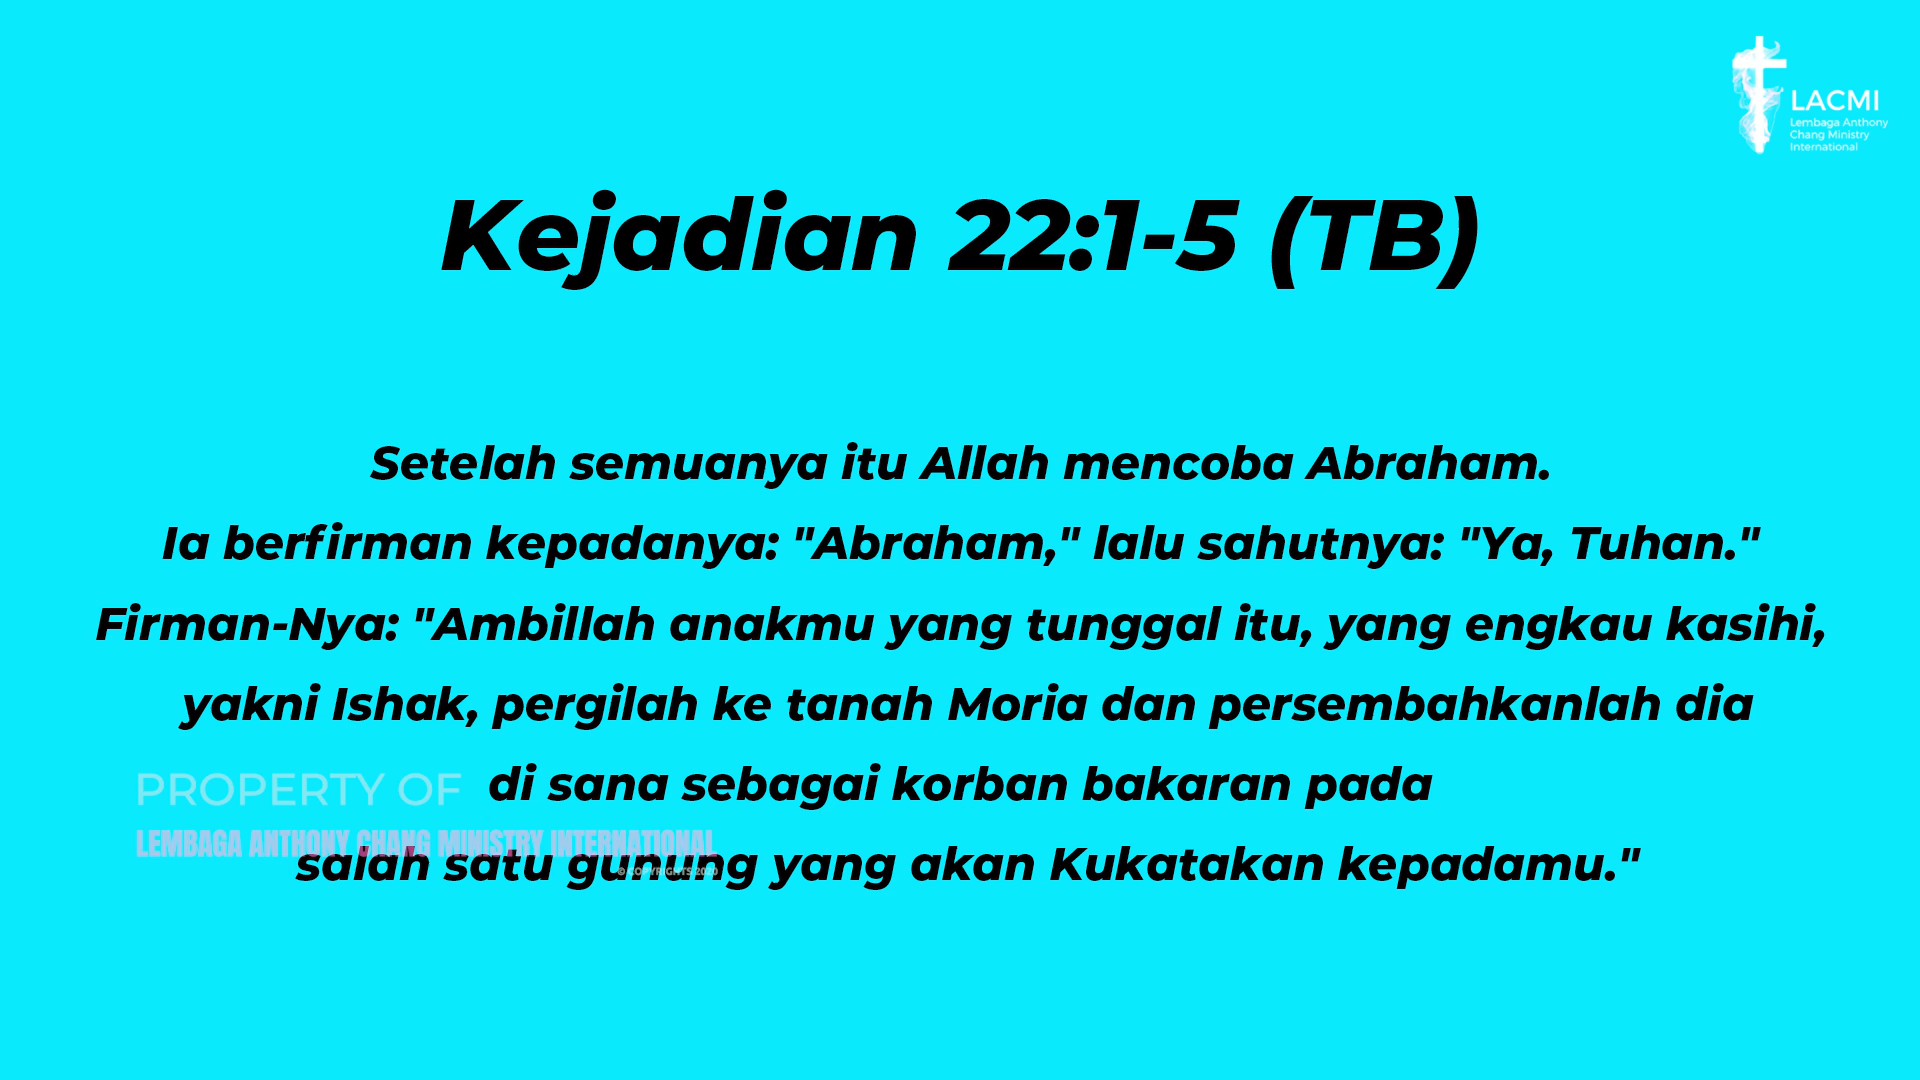 LACMI
Lembaga Anthony
Chang Ministry
International
Kejadian 22:1-5 (TB)
Setelah semuanya itu Allah mencoba Abraham.
Ia berfirman kepadanya: "Abraham," lalu sahutnya: "Ya, Tuhan."
Firman-Nya: "Ambillah anakmu yang tunggal itu, yang engkau kasihi,
yakni Ishak, pergilah ke tanah Moria dan persembahkanlah dia
di sana sebagai korban bakaran pada
salah satu gunung yang akan Kukatakan kepadamu."
PROPERTY OF
LEMBAGA ANTHONY CHANG MINISTRY INTERNATIONAL
© COPYRIGHTS 2020